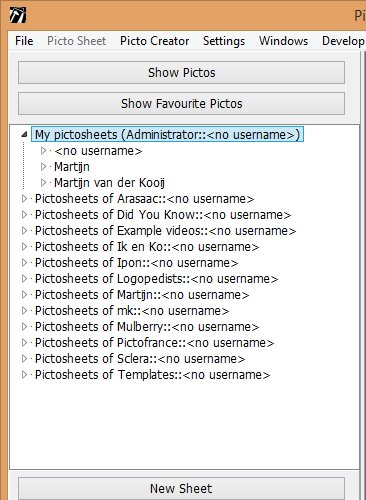 Pi
File Picto Sheet Picto Creator Settings Windows Develop
Show Pictos
Show Favourite Pictos
My pictosheets (Administrator::<no username>)
<no username>
Martijn
Martijn van der Kooij
Pictosheets of Arasaac::<no username>
Pictosheets of Did You Know::<no username>
Pictosheets of Example videos::<no username>
Pictosheets of Ik en Ko::<no username>
Pictosheets of Ipon::<no username>
Pictosheets of Logopedists::<no username>
Pictosheets of Martijn::<no username>
Pictosheets of mk::<no username>
Pictosheets of Mulberry::<no username>
Pictosheets of Pictofrance::<no username>
Pictosheets of Sclera::<no username>
Pictosheets of Templates::<no username>
New Sheet